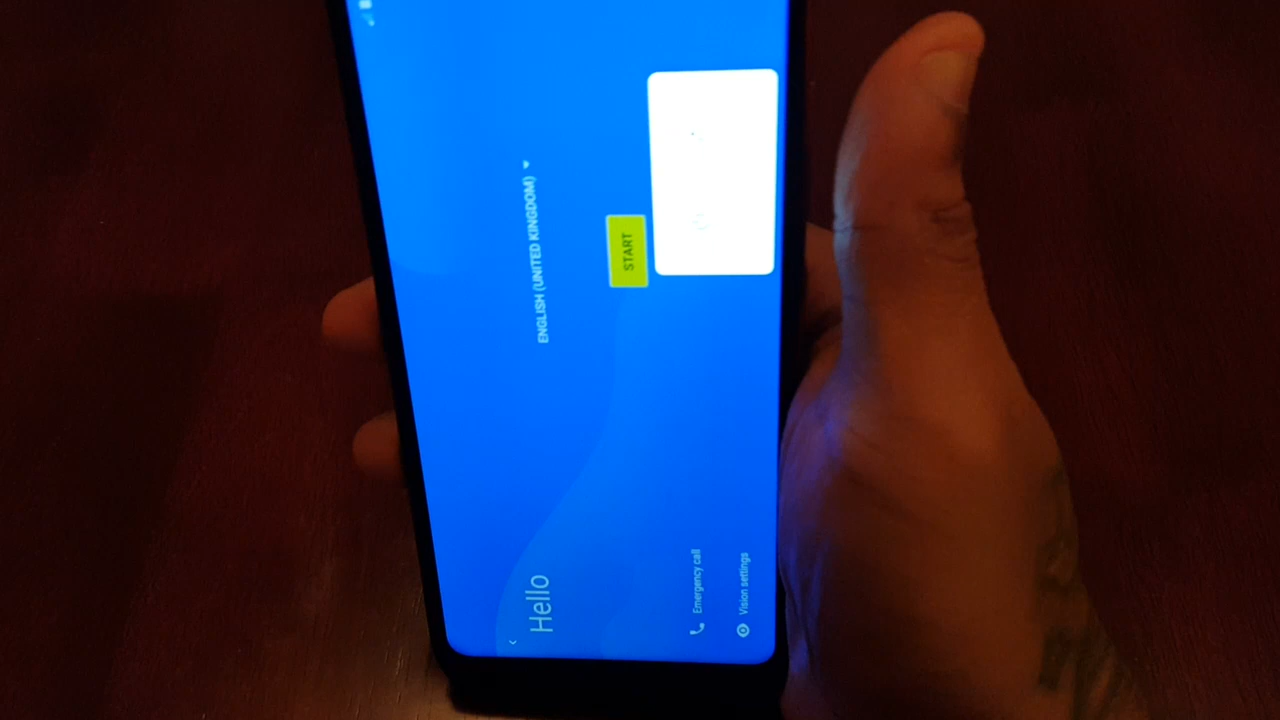 Hello
ENGLISH (UNITED KINGDOM)
START
Emergency call
Vision settings